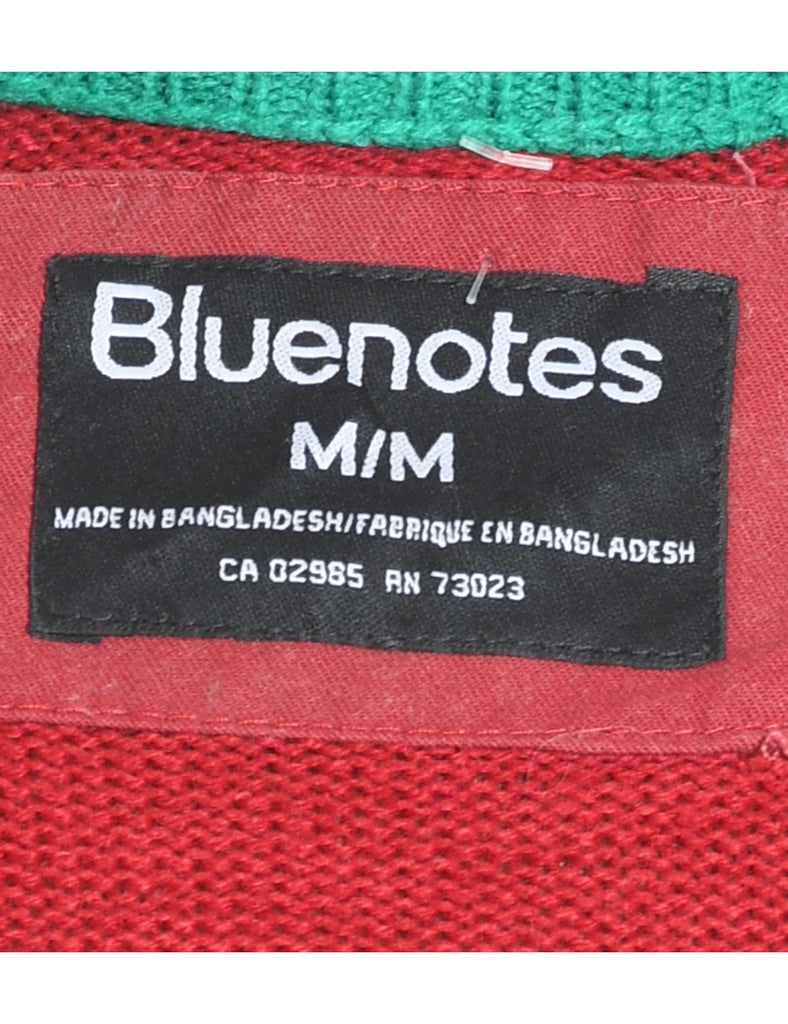 Bluenotes
M/M
MADE IN BANGLADESH/FABRIQUE EN BANGLADESH
CA 02985 RN 73023